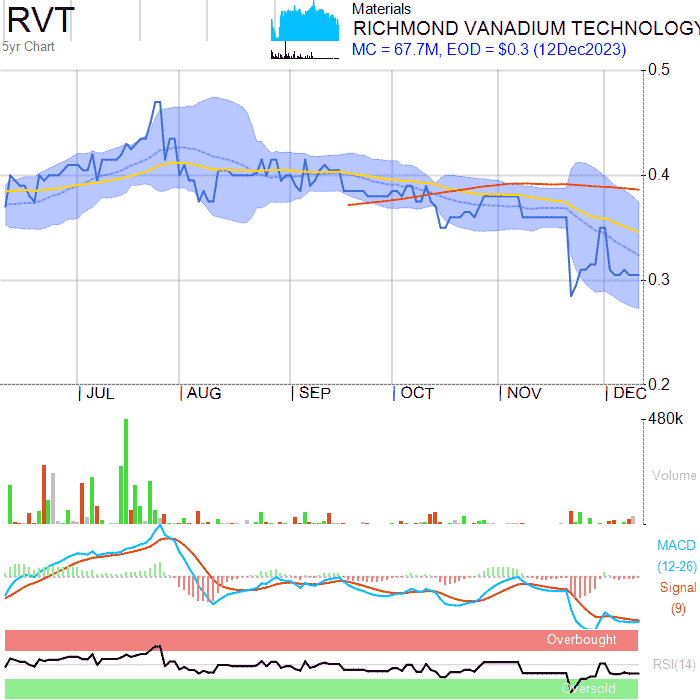 RVT
5yr Chart
Materials
RICHMOND VANADIUM TECHNOLOGY
MC = 67.7M, EOD = $0.3 (12Dec2023)
0.5
0.4
0.3
0.2
JUL AUG SEP OCT NOV DEC
480k
Volume
MACD
(12-26)
Signal
(9)
Overbought
RSI(14)
Oversold